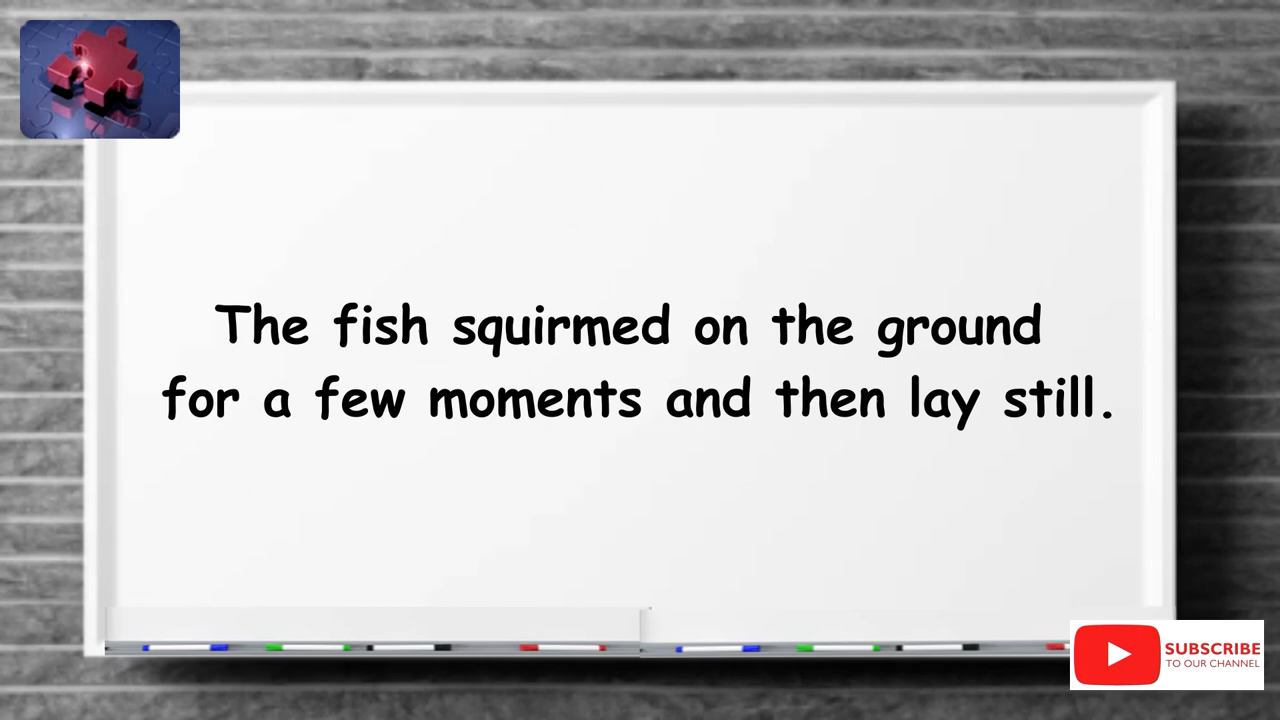 The fish squirmed on the ground
for a few moments and then lay still.
SUBSCRIBE
TO OUR CHANNEL